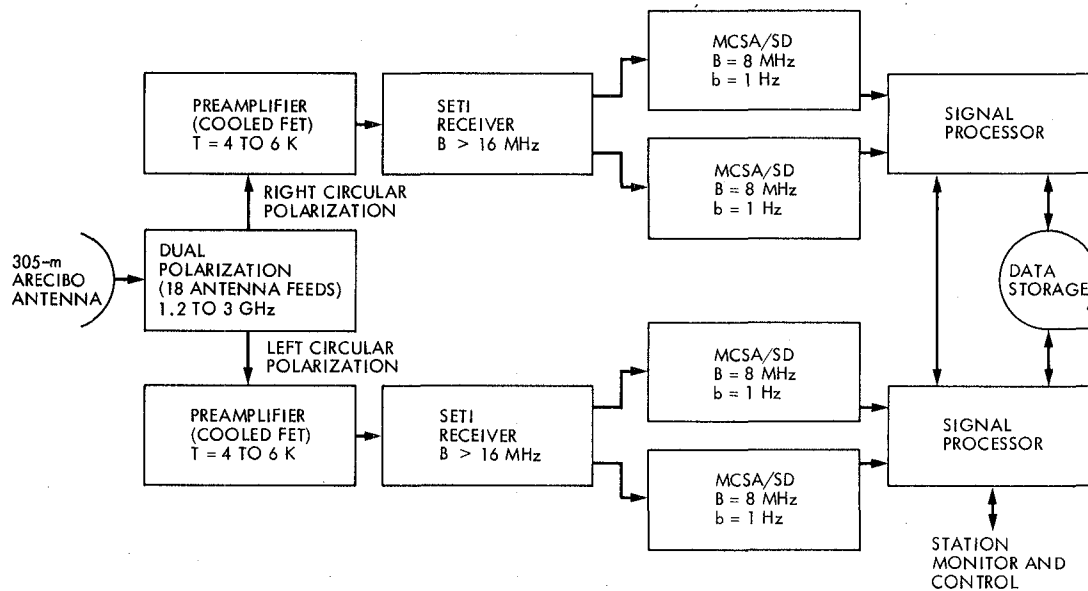 305-m
ARECIBO
ANTENNA
DUAL
POLARIZATION
(18 ANTENNA FEEDS)
1.2 TO 3 GHz
RIGHT CIRCULAR
POLARIZATION
PREAMPLIFIER
(COOLED FET)
T = 4 TO 6 K
SETI
RECEIVER
B > 16 MHz
MCSA/SD
B = 8 MHz
b = 1 Hz
MCSA/SD
B = 8 MHz
b = 1 Hz
SIGNAL
PROCESSOR
DATA
STORAGE
LEFT CIRCULAR
POLARIZATION
PREAMPLIFIER
(COOLED FET)
T = 4 TO 6 K
SETI
RECEIVER
B > 16 MHz
MCSA/SD
B = 8 MHz
b = 1 Hz
MCSA/SD
B = 8 MHz
b = 1 Hz
SIGNAL
PROCESSOR
STATION
MONITOR AND
CONTROL